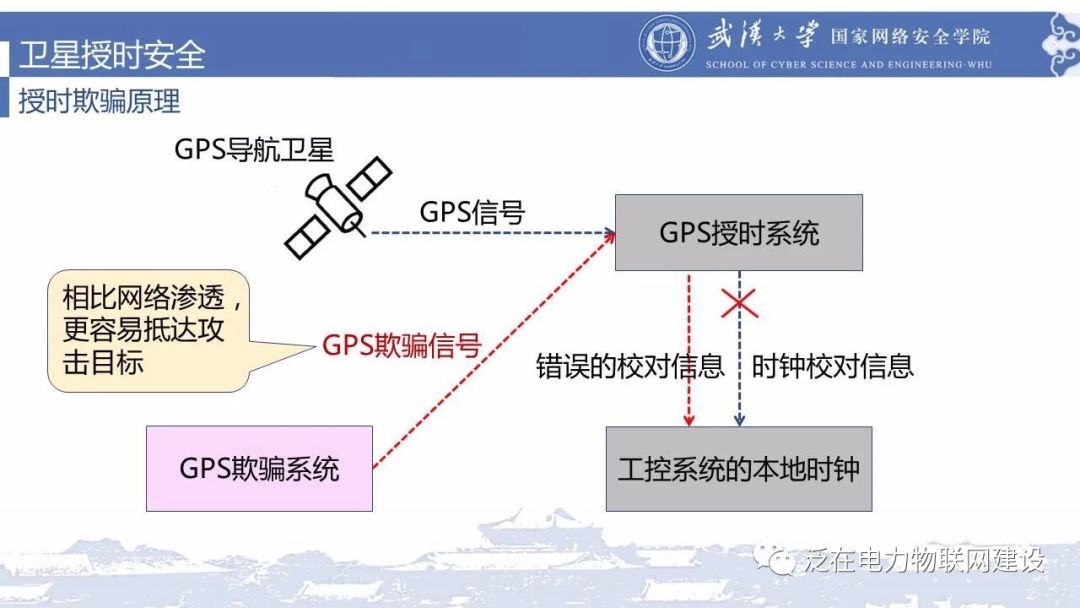 卫星授时安全
武汉大学 国家网络安全学院
SCHOOL OF CYBER SCIENCE AND ENGINEERING·WHU
授时欺骗原理
GPS导航卫星
GPS信号
GPS授时系统
相比网络渗透，
更容易抵达攻
击目标
GPS欺骗信号
错误的校对信息
时钟校对信息
GPS欺骗系统
工控系统的本地时钟
泛在电力物联网建设